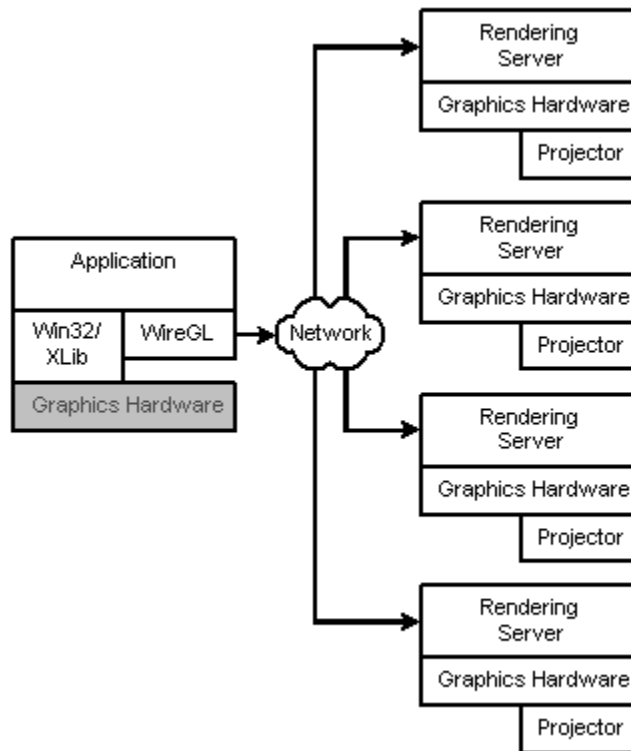 Application
Win32/
XLib
WireGL
Graphics Hardware
Network
Rendering
Server
Graphics Hardware
Projector
Rendering
Server
Graphics Hardware
Projector
Rendering
Server
Graphics Hardware
Projector
Rendering
Server
Graphics Hardware
Projector